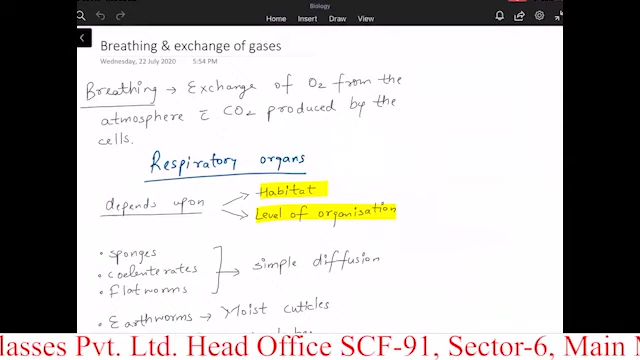 Biology
Home Insert Draw View
Breathing & exchange of gases
Wednesday, 22 July 2020 5:54 PM
Breathing → Exchange of O2 from the
atmosphere c̄ CO2 produced by the
cells.
Respiratory organs
depends upon
Habitat
Level of organisation
• sponges
• coelenterates → simple diffusion
• flatworms
• Earthworms → Moist cuticles
lasses Pvt. Ltd. Head Office SCF-91, Sector-6, Main